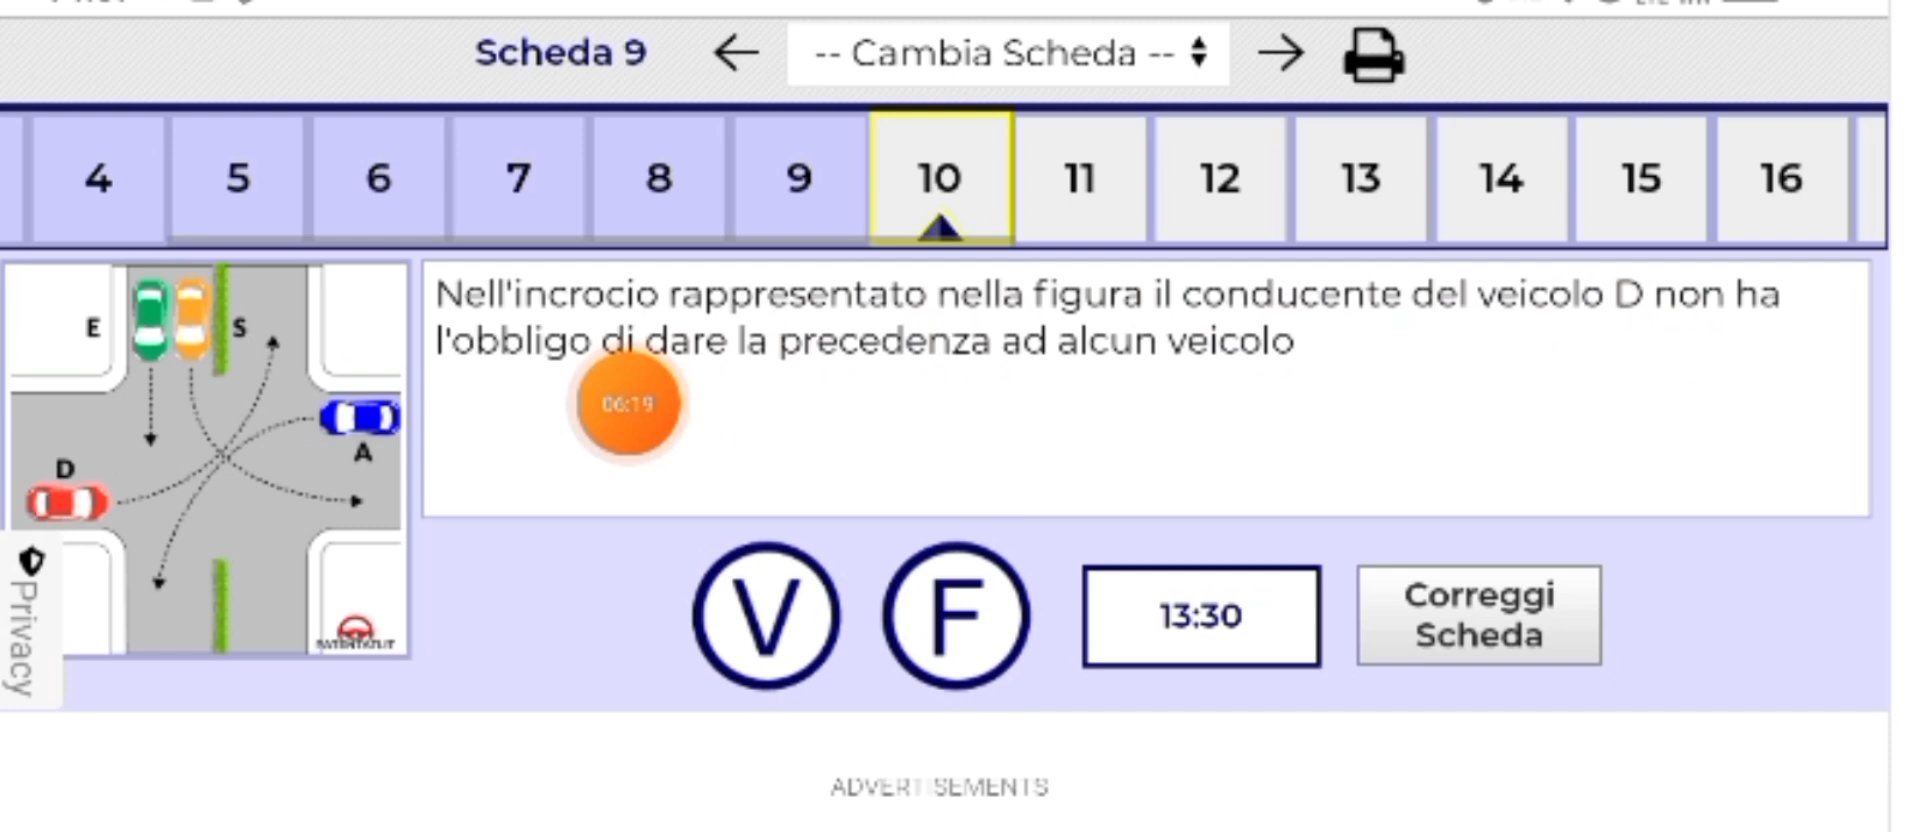 Scheda 9
-- Cambia Scheda --
4 5 6 7 8 9 10 11 12 13 14 15 16
E S
A
D
Nell'incrocio rappresentato nella figura il conducente del veicolo D non ha
l'obbligo di dare la precedenza ad alcun veicolo
06:19
V F 13:30 Correggi
Scheda
Privacy
ADVERTISEMENTS